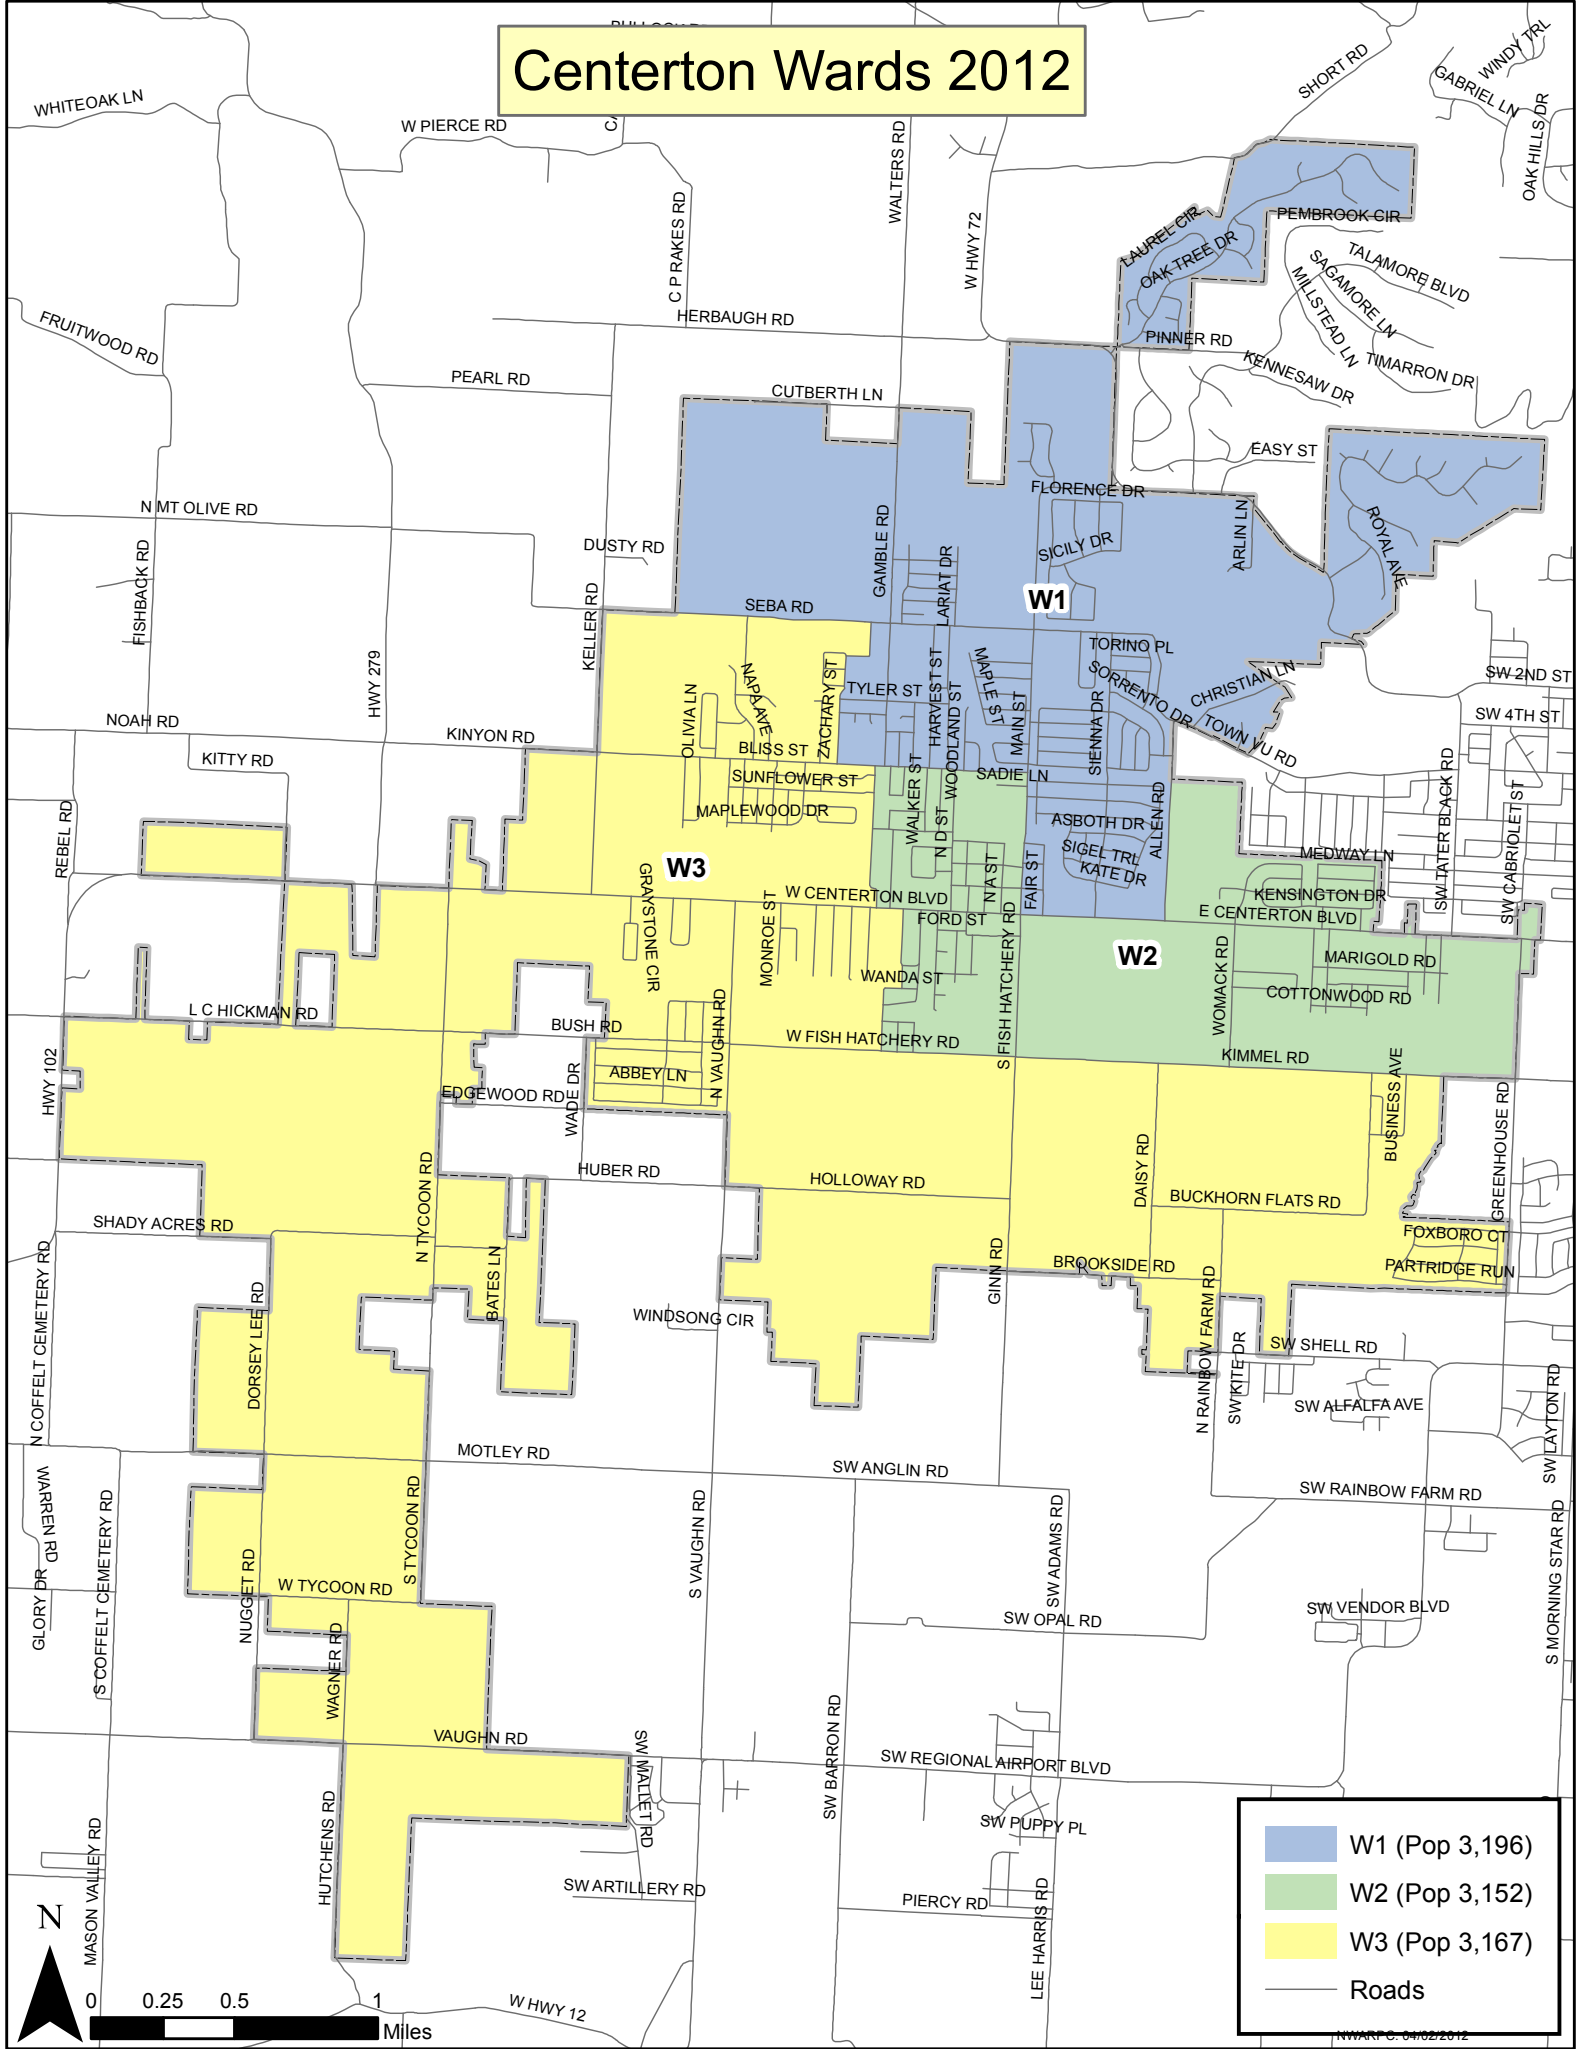 Centerton Wards 2012
WHITEOAK LN
W PIERCE RD
WALTERS RD
W HWY 72
C P RAKES RD
SHORT RD
WINDY TRL
GABRIEL LN
OAK HILLS DR
LAUREL CIR
OAK TREE DR
PEMBROOK CIR
TALAMORE BLVD
SAGAMORE LN
MILLSTEAD LN
TIMARRON DR
PINNER RD
KENNESAW DR
FRUITWOOD RD
HERBAUGH RD
PEARL RD
CUTBERTH LN
EASY ST
FLORENCE DR
N MT OLIVE RD
DUSTY RD
GAMBLE RD
LARIAT DR
SICILY DR
ARLIN LN
ROYAL AVE
FISHBACK RD
HWY 279
KELLER RD
SEBA RD
W1
TORINO PL
SORRENTO DR
CHRISTIAN LN
TOWN VU RD
SW 2ND ST
SW 4TH ST
NAPA AVE
ZACHARY ST
OLIVIA LN
TYLER ST
HARVEST ST
WOODLAND ST
MAPLE ST
MAIN ST
SIENNA DR
NOAH RD
KINYON RD
KITTY RD
BLISS ST
SUNFLOWER ST
MAPLEWOOD DR
WALKER ST
N D ST
SADIE LN
ASBOTH DR
SIGEL TRL
KATE DR
ALLEN RD
MEDWAY LN
KENSINGTON DR
SW TATER BLACK RD
SW CABRIOLET ST
REBEL RD
W3
GRAYSTONE CIR
MONROE ST
W CENTERTON BLVD
N A ST
FAIR ST
E CENTERTON BLVD
FORD ST
W2
WANDA ST
S FISH HATCHERY RD
WOMACK RD
MARIGOLD RD
COTTONWOOD RD
L C HICKMAN RD
BUSH RD
N VAUGHN RD
W FISH HATCHERY RD
KIMMEL RD
HWY 102
ABBEY LN
EDGEWOOD RD
WADE DR
BUSINESS AVE
GREENHOUSE RD
N TYCOON RD
HUBER RD
HOLLOWAY RD
DAISY RD
BUCKHORN FLATS RD
SHADY ACRES RD
FOXBORO CT
PARTRIDGE RUN
N COFFELT CEMETERY RD
DORSEY LEE RD
BATES LN
WINDSONG CIR
GINN RD
BROOKSIDE RD
N RAINBOW FARM RD
SW KITE DR
SW SHELL RD
SW ALFALFA AVE
SW LAYTON RD
MOTLEY RD
SW ANGLIN RD
SW RAINBOW FARM RD
WARREN RD
S COFFELT CEMETERY RD
S TYCOON RD
S VAUGHN RD
SW ADAMS RD
S MORNING STAR RD
GLORY DR
NUGGET RD
W TYCOON RD
SW OPAL RD
SW VENDOR BLVD
WAGNER RD
VAUGHN RD
SW MALLET RD
SW BARRON RD
SW REGIONAL AIRPORT BLVD
SW PUPPY PL
MASON VALLEY RD
HUTCHENS RD
SW ARTILLERY RD
PIERCY RD
LEE HARRIS RD
W HWY 12
N
0 0.25 0.5 1
Miles
W1 (Pop 3,196)
W2 (Pop 3,152)
W3 (Pop 3,167)
Roads
NWARPC: 04/02/2012